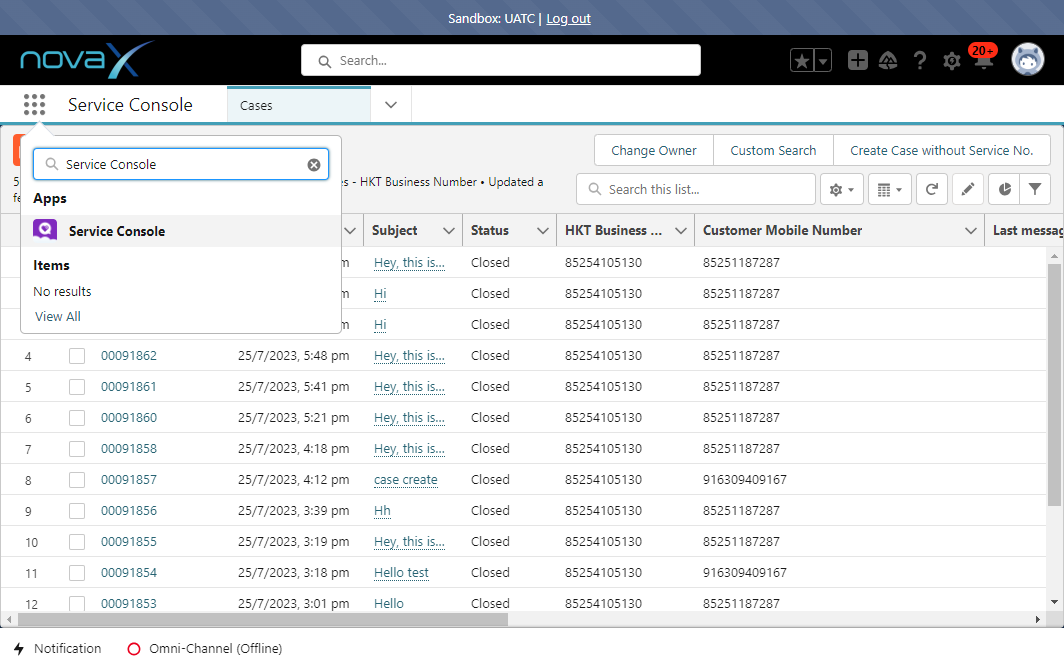 Sandbox: UATC | Log out
novaX
Search...
20+
Service Console
Cases
Service Console
Apps
Service Console
Items
No results
View All
Change Owner
Custom Search
Create Case without Service No.
5
s - HKT Business Number • Updated a
fe
Search this list...
Subject
Status
HKT Business ...
Customer Mobile Number
Last messag
m Hey, this is... Closed 85254105130 85251187287
m Hi Closed 85254105130 85251187287
m Hi Closed 85254105130 85251187287
4 00091862 25/7/2023, 5:48 pm Hey, this is... Closed 85254105130 85251187287
5 00091861 25/7/2023, 5:41 pm Hey, this is... Closed 85254105130 85251187287
6 00091860 25/7/2023, 5:21 pm Hey, this is... Closed 85254105130 85251187287
7 00091858 25/7/2023, 4:18 pm Hey, this is... Closed 85254105130 85251187287
8 00091857 25/7/2023, 4:12 pm case create Closed 85254105130 916309409167
9 00091856 25/7/2023, 3:39 pm Hh Closed 85254105130 85251187287
10 00091855 25/7/2023, 3:19 pm Hey, this is... Closed 85254105130 85251187287
11 00091854 25/7/2023, 3:18 pm Hello test Closed 85254105130 916309409167
12 00091853 25/7/2023, 3:01 pm Hello Closed 85254105130 85251187287
Notification
Omni-Channel (Offline)